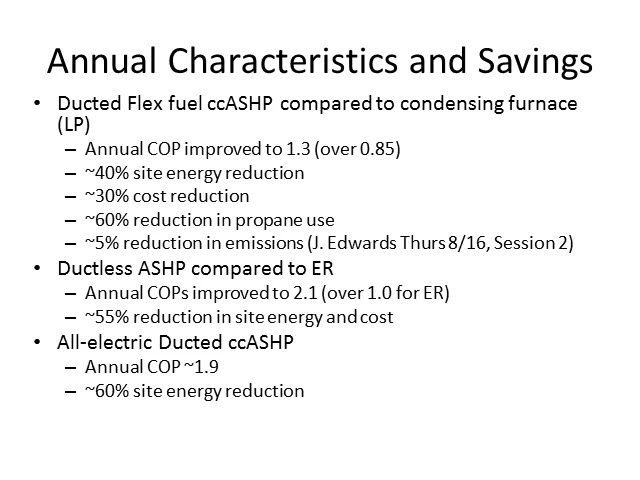 Annual Characteristics and Savings
• Ducted Flex fuel ccASHP compared to condensing furnace
(LP)
– Annual COP improved to 1.3 (over 0.85)
– ~40% site energy reduction
– ~30% cost reduction
– ~60% reduction in propane use
– ~5% reduction in emissions (J. Edwards Thurs 8/16, Session 2)
• Ductless ASHP compared to ER
– Annual COPs improved to 2.1 (over 1.0 for ER)
– ~55% reduction in site energy and cost
• All-electric Ducted ccASHP
– Annual COP ~1.9
– ~60% site energy reduction